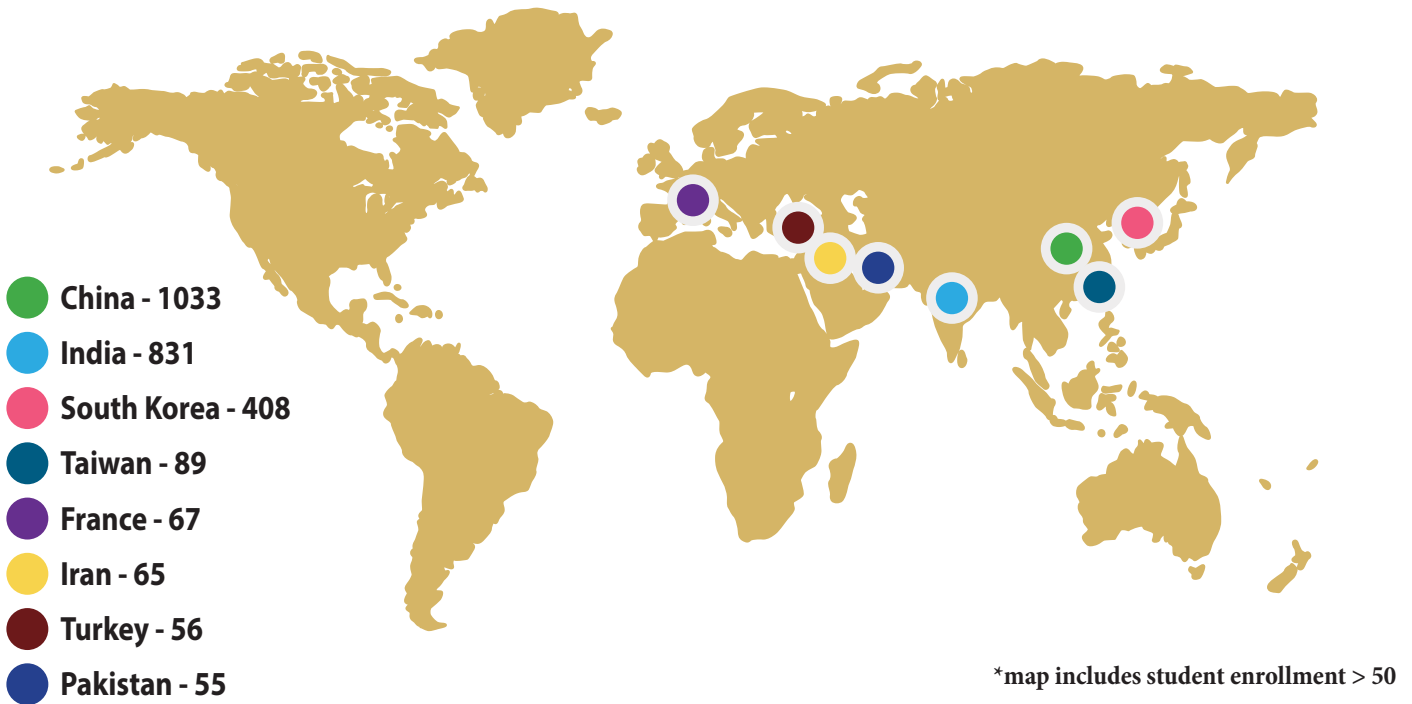 China - 1033
India - 831
South Korea - 408
Taiwan - 89
France - 67
Iran - 65
Turkey - 56
Pakistan - 55
*map includes student enrollment > 50